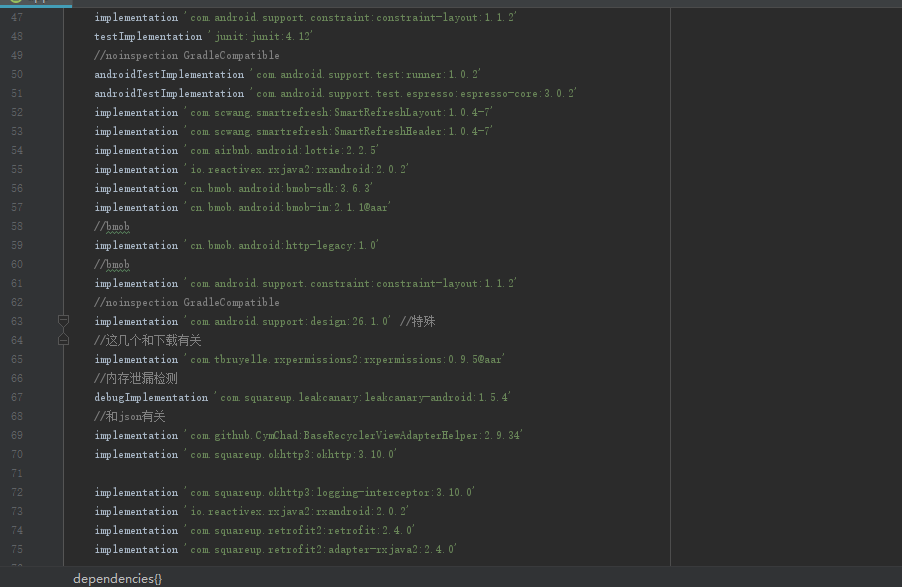 47 implementation 'com.android.support.constraint:constraint-layout:1.1.2'
48 testImplementation 'junit:junit:4.12'
49 //noinspection GradleCompatible
50 androidTestImplementation 'com.android.support.test:runner:1.0.2'
51 androidTestImplementation 'com.android.support.test.espresso:espresso-core:3.0.2'
52 implementation 'com.scwang.smartrefresh:SmartRefreshLayout:1.0.4-7'
53 implementation 'com.scwang.smartrefresh:SmartRefreshHeader:1.0.4-7'
54 implementation 'com.airbnb.android:lottie:2.2.5'
55 implementation 'io.reactivex.rxjava2:rxandroid:2.0.2'
56 implementation 'cn.bmob.android:bmob-sdk:3.6.3'
57 implementation 'cn.bmob.android:bmob-im:2.1.1@aar'
58 //bmob
59 implementation 'cn.bmob.android:http-legacy:1.0'
60 //bmob
61 implementation 'com.android.support.constraint:constraint-layout:1.1.2'
62 //noinspection GradleCompatible
63 implementation 'com.android.support:design:26.1.0' //特殊
64 //这几个和下载有关
65 implementation 'com.tbruyelle.rxpermissions2:rxpermissions:0.9.5@aar'
66 //内存泄漏检测
67 debugImplementation 'com.squareup.leakcanary:leakcanary-android:1.5.4'
68 //和json有关
69 implementation 'com.github.CymChad:BaseRecyclerViewAdapterHelper:2.9.34'
70 implementation 'com.squareup.okhttp3:okhttp:3.10.0'
71
72 implementation 'com.squareup.okhttp3:logging-interceptor:3.10.0'
73 implementation 'io.reactivex.rxjava2:rxandroid:2.0.2'
74 implementation 'com.squareup.retrofit2:retrofit:2.4.0'
75 implementation 'com.squareup.retrofit2:adapter-rxjava2:2.4.0'
dependencies{}